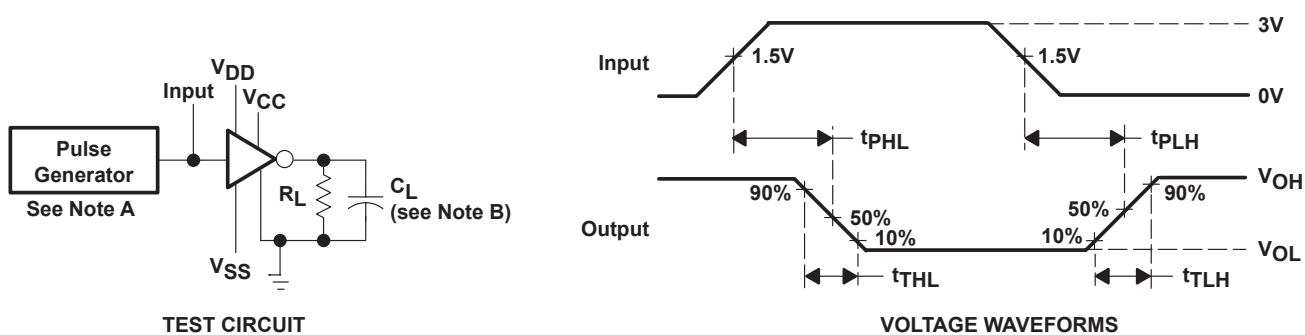 Pulse
Generator
See Note A
Input
VDD
VCC
VSS
RL
CL
(see Note B)
TEST CIRCUIT
Input
1.5V
1.5V
3V
0V
tPHL
tPLH
Output
90%
50%
10%
10%
50%
90%
VOH
VOL
tTHL
tTLH
VOLTAGE WAVEFORMS